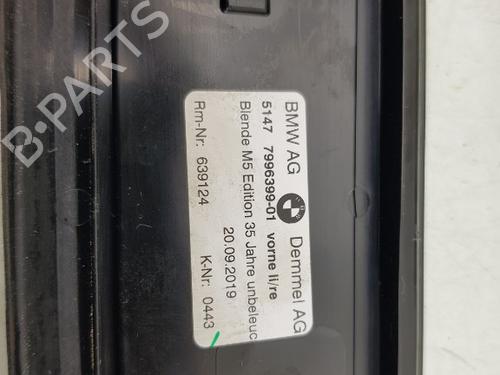 BMW AG Demmel AG
5147 7996399-01 vorne li/re
Blende M5 Edition 35 Jahre unbeleuc
20.09.2019
Rm-Nr: 639124 K-Nr: 0443
B-PARTS